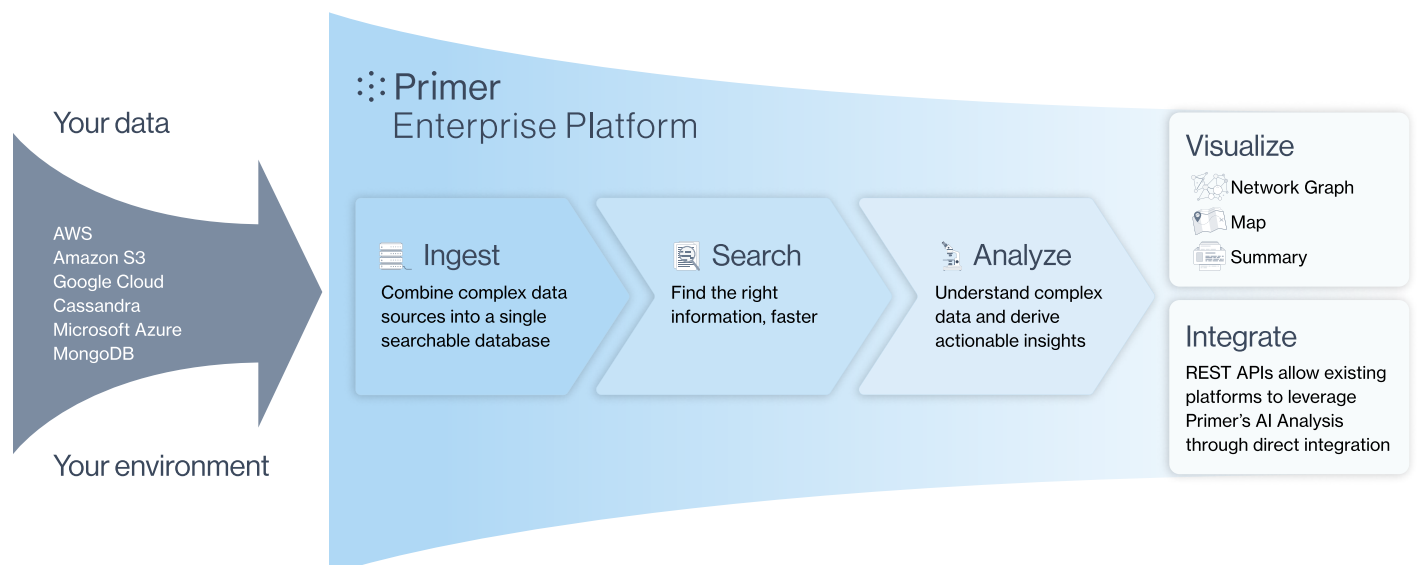 Your data
AWS
Amazon S3
Google Cloud
Cassandra
Microsoft Azure
MongoDB
Your environment
Primer
Enterprise Platform
Ingest
Combine complex data
sources into a single
searchable database
Search
Find the right
information, faster
Analyze
Understand complex
data and derive
actionable insights
Visualize
Network Graph
Map
Summary
Integrate
REST APIs allow existing
platforms to leverage
Primer’s AI Analysis
through direct integration